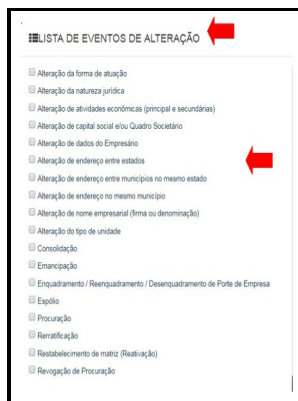 LISTA DE EVENTOS DE ALTERAÇÃO
Alteração da forma de atuação
Alteração da natureza jurídica
Alteração de atividades econômicas (principal e secundárias)
Alteração de capital social e/ou Quadro Societário
Alteração de dados do Empresário
Alteração de endereço entre estados
Alteração de endereço entre municípios no mesmo estado
Alteração de endereço no mesmo município
Alteração de nome empresarial (firma ou denominação)
Alteração do tipo de unidade
Consolidação
Emancipação
Enquadramento / Reenquadramento / Desenquadramento de Porte de Empresa
Espólio
Procuração
Rerratificação
Restabelecimento de matriz (Reativação)
Revogação de Procuração